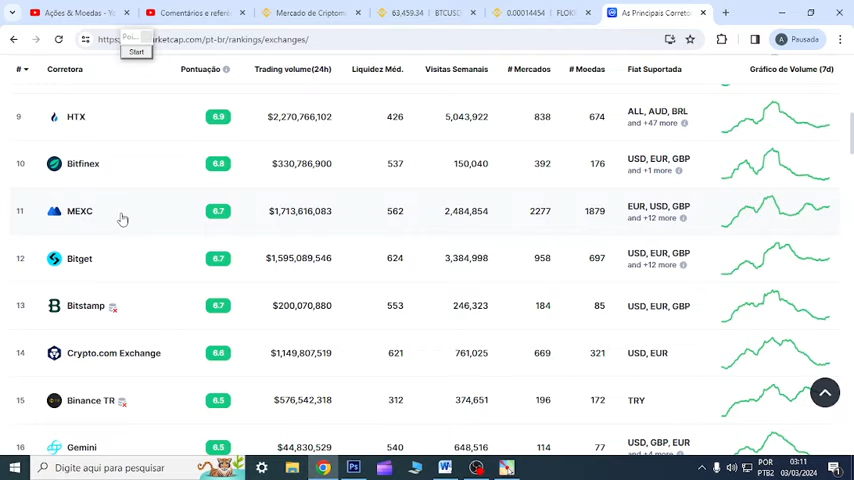 Ações & Moedas - Yo
Comentários e referê
Mercado de Criptom
63,459.34 | BTCUSD
0.00014454 | FLOKI
As Principais Correto
Poi...
Start
rketcap.com/pt-br/rankings/exchanges/
A Pausada
# Corretora Pontuação Trading volume(24h) Liquidez Méd. Visitas Semanais # Mercados # Moedas Fiat Suportada Gráfico de Volume (7d)
9 HTX 6.9 $2,270,766,102 426 5,043,922 838 674 ALL, AUD, BRL
and +47 more
10 Bitfinex 6.8 $330,786,900 537 150,040 392 176 USD, EUR, GBP
and +1 more
11 MEXC 6.7 $1,713,616,083 562 2,484,854 2277 1879 EUR, USD, GBP
and +12 more
12 Bitget 6.7 $1,595,089,546 624 3,384,998 958 697 USD, EUR, GBP
and +12 more
13 Bitstamp 6.7 $200,070,880 553 246,323 184 85 USD, EUR, GBP
14 Crypto.com Exchange 6.6 $1,149,807,519 621 761,025 669 321 USD, EUR
15 Binance TR 6.5 $576,542,318 312 374,651 196 172 TRY
16 Gemini 6.5 $44,830,529 540 648,516 114 77 USD, GBP, EUR
and +4 more
Digite aqui para pesquisar
POR
PTB2
03:11
03/03/2024